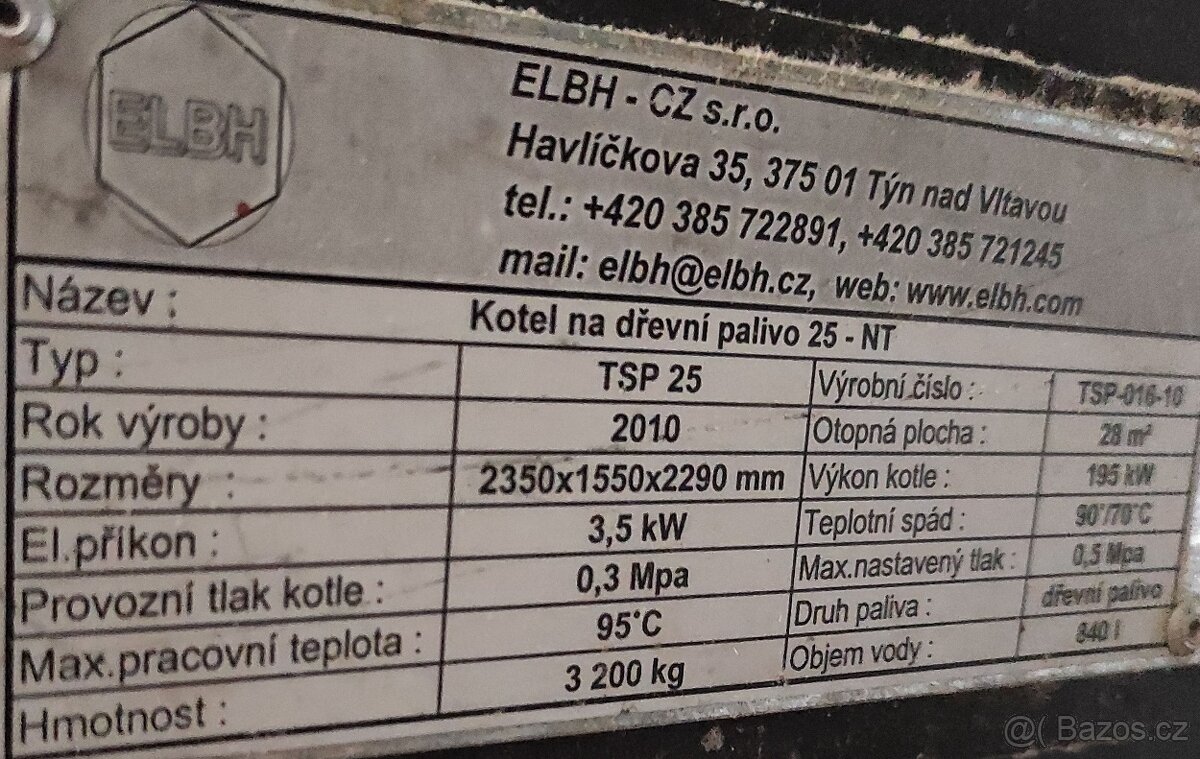 ELBH
ELBH - CZ s.r.o.
Havlíčkova 35, 375 01 Týn nad Vltavou
tel.: +420 385 722891, +420 385 721245
mail: elbh@elbh.cz, web: www.elbh.com
Název : Kotel na dřevní palivo 25 - NT
Typ : TSP 25 Výrobní číslo : TSP-016-10
Rok výroby : 2010 Otopná plocha : 28 m²
Rozměry : 2350x1550x2290 mm Výkon kotle : 195 kW
El.příkon : 3,5 kW Teplotní spád : 90°/70°C
Provozní tlak kotle : 0,3 Mpa Max.nastavený tlak : 0,5 Mpa
Max.pracovní teplota : 95°C Druh paliva : dřevní palivo
Hmotnost : 3 200 kg Objem vody : 840 l
@( Bazos.cz